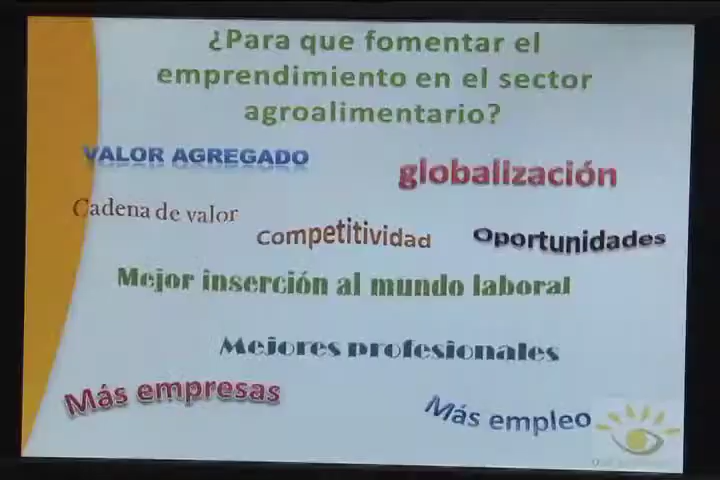 ¿Para que fomentar el
emprendimiento en el sector
agroalimentario?
VALOR AGREGADO
globalización
Cadena de valor
competitividad
Oportunidades
Mejor inserción al mundo laboral
Mejores profesionales
Más empresas
Más empleo